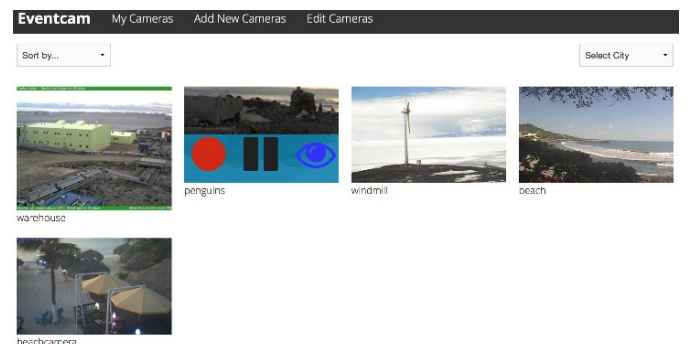 Eventcam My Cameras Add New Cameras Edit Cameras
Sort by... Select City
penguins windmill beach
warehouse
beachcamera